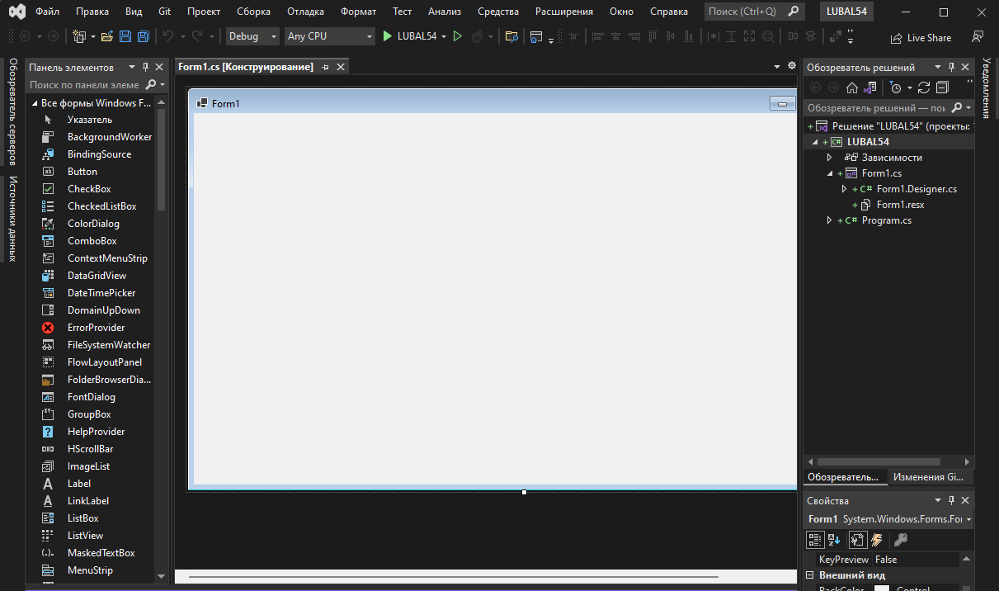 Файл Правка Вид Git Проект Сборка Отладка Формат Тест Анализ Средства Расширения Окно Справка Поиск (Ctrl+Q) LUBAL54
Debug Any CPU LUBAL54 Live Share
Обозреватель серверов
Источники данных
Панель элементов
Поиск по панели элеме
Все формы Windows F...
Указатель
BackgroundWorker
BindingSource
Button
CheckBox
CheckedListBox
ColorDialog
ComboBox
ContextMenuStrip
DataGridView
DateTimePicker
DomainUpDown
ErrorProvider
FileSystemWatcher
FlowLayoutPanel
FolderBrowserDia...
FontDialog
GroupBox
HelpProvider
HScrollBar
ImageList
Label
LinkLabel
ListBox
ListView
MaskedTextBox
MenuStrip
Form1.cs [Конструирование]
Form1
Обозреватель решений
Обозреватель решений — пои
Решение "LUBAL54" (проекты:
LUBAL54
Зависимости
Form1.cs
C# Form1.Designer.cs
Form1.resx
C# Program.cs
Обозреватель... Изменения Gi...
Свойства
Form1 System.Windows.Forms.For
KeyPreview False
Внешний вид
BackColor Control
Уведомления